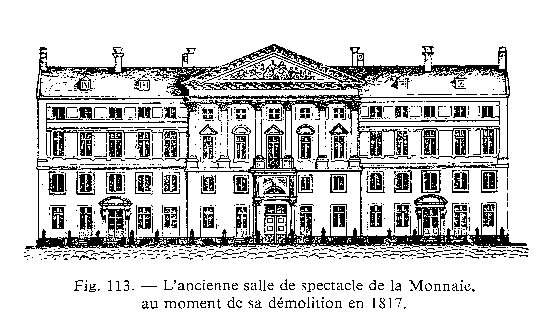 Fig. 113. — L'ancienne salle de spectacle de la Monnaie,
au moment de sa démolition en 1817.